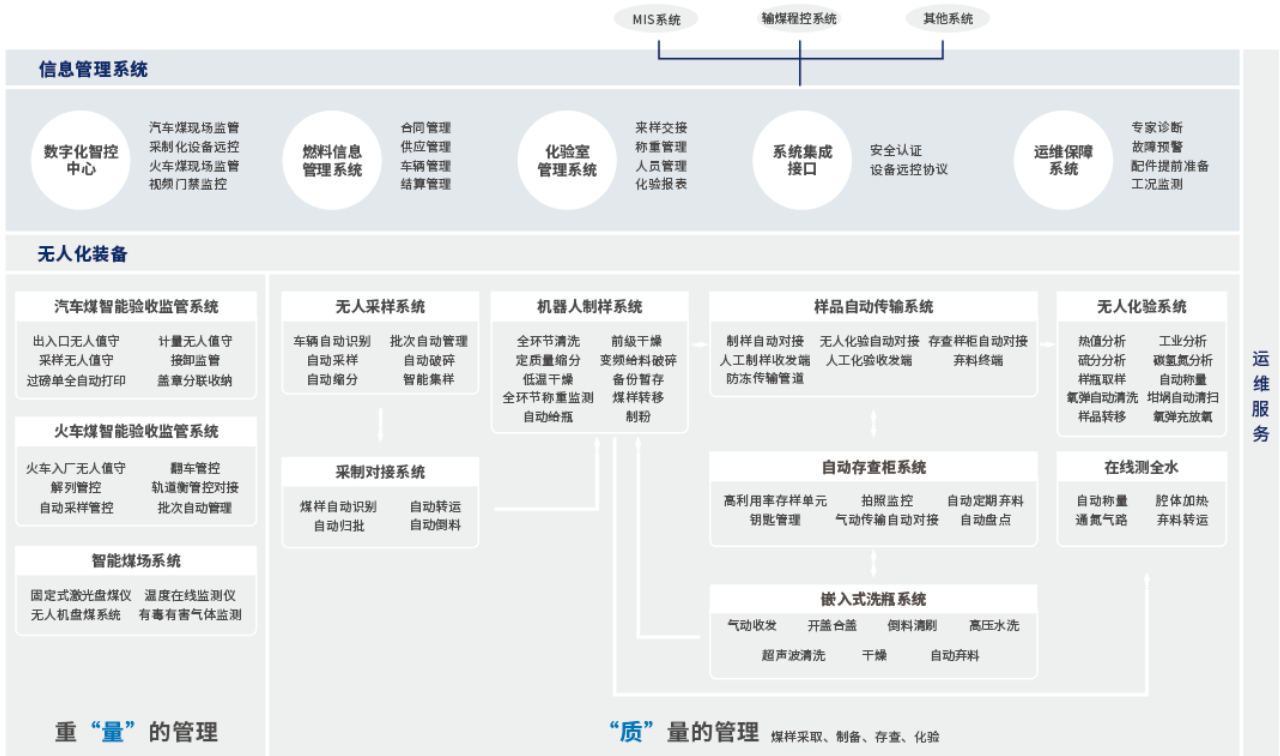 MIS系统
输煤程控系统
其他系统
信息管理系统
数字化智控
中心
汽车煤现场监管
采制化设备远控
火车煤现场监管
视频门禁监控
燃料信息
管理系统
合同管理
供应管理
车辆管理
结算管理
化验室
管理系统
来样交接
称重管理
人员管理
化验报表
系统集成
接口
安全认证
设备远控协议
运维保障
系统
专家诊断
故障预警
配件提前准备
工况监测
运维服务
无人化装备
汽车煤智能验收监管系统
出入口无人值守 计量无人值守
采样无人值守 接卸监管
过磅单全自动打印 盖章分联收纳
火车煤智能验收监管系统
火车入厂无人值守 翻车管控
解列管控 轨道衡管控对接
自动采样管控 批次自动管理
智能煤场系统
固定式激光盘煤仪 温度在线监测仪
无人机盘煤系统 有毒有害气体监测
重“量”的管理
无人采样系统
车辆自动识别 批次自动管理
自动采样 自动破碎
自动缩分 智能集样
采制对接系统
煤样自动识别 自动转运
自动归批 自动倒料
机器人制样系统
全环节清洗 前级干燥
定质量缩分 变频给料破碎
低温干燥 备份暂存
全环节称重监测 煤样转移
自动给瓶 制粉
样品自动传输系统
制样自动对接 无人化验自动对接 存查样柜自动对接
人工制样收发端 人工化验收发端 弃料终端
防冻传输管道
自动存查柜系统
高利用率存样单元 拍照监控 自动定期弃料
钥匙管理 气动传输自动对接 自动盘点
嵌入式洗瓶系统
气动收发 开盖合盖 倒料清刷 高压水洗
超声波清洗 干燥 自动弃料
无人化验系统
热值分析 工业分析
硫分分析 碳氢氮分析
样瓶取样 自动称量
氧弹自动清洗 坩埚自动清扫
样品转移 氧弹充放氧
在线测全水
自动称量 腔体加热
通氮气路 弃料转运
“质”量的管理 煤样采取、制备、存查、化验